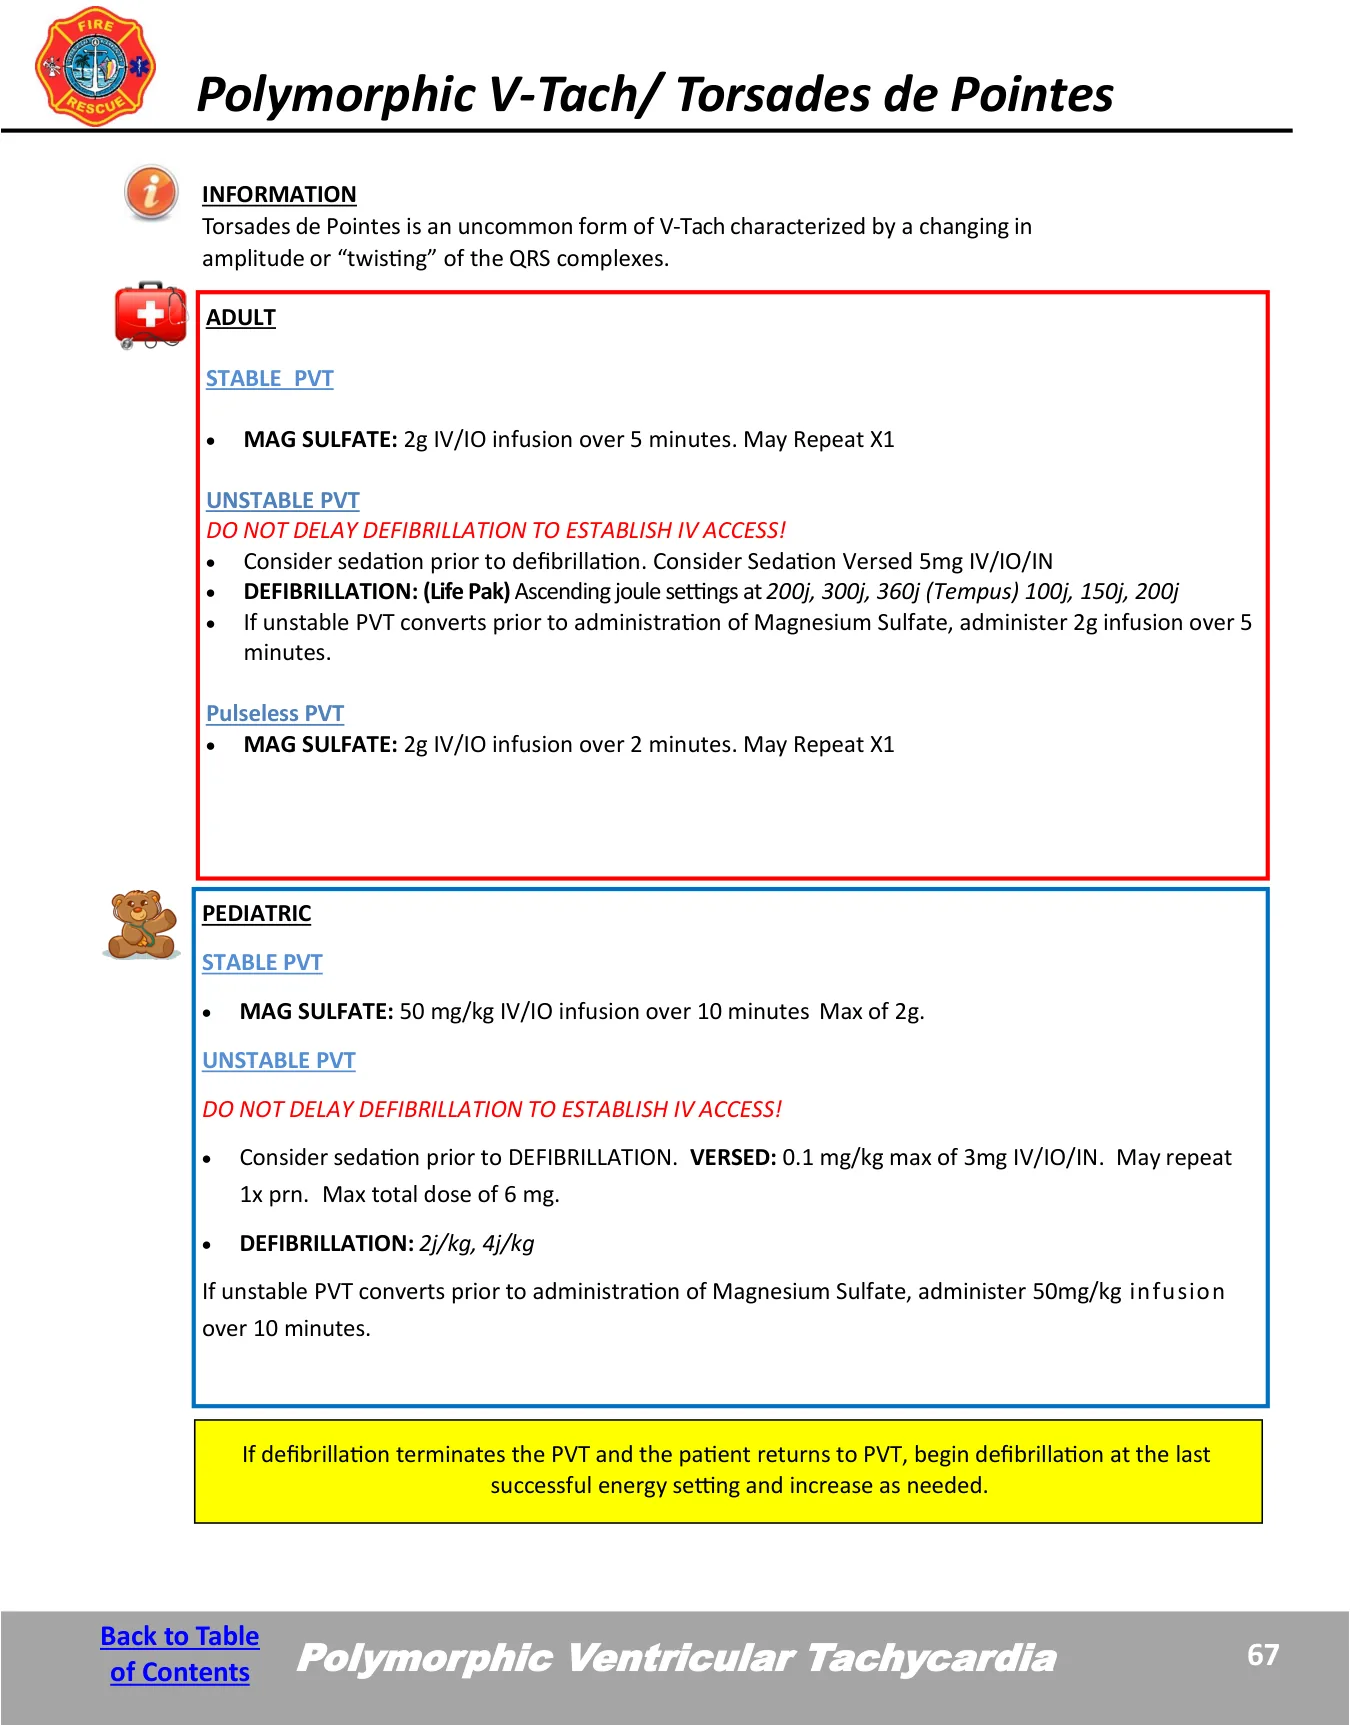 FIRE
RESCUE
Polymorphic V-Tach/ Torsades de Pointes
INFORMATION
Torsades de Pointes is an uncommon form of V-Tach characterized by a changing in
amplitude or “twisting” of the QRS complexes.
ADULT
STABLE  PVT
• MAG SULFATE: 2g IV/IO infusion over 5 minutes. May Repeat X1
UNSTABLE PVT
DO NOT DELAY DEFIBRILLATION TO ESTABLISH IV ACCESS!
• Consider sedation prior to defibrillation. Consider Sedation Versed 5mg IV/IO/IN
• DEFIBRILLATION: (Life Pak) Ascending joule settings at 200j, 300j, 360j (Tempus) 100j, 150j, 200j
• If unstable PVT converts prior to administration of Magnesium Sulfate, administer 2g infusion over 5
minutes.
Pulseless PVT
• MAG SULFATE: 2g IV/IO infusion over 2 minutes. May Repeat X1
PEDIATRIC
STABLE PVT
• MAG SULFATE: 50 mg/kg IV/IO infusion over 10 minutes  Max of 2g.
UNSTABLE PVT
DO NOT DELAY DEFIBRILLATION TO ESTABLISH IV ACCESS!
• Consider sedation prior to DEFIBRILLATION.  VERSED: 0.1 mg/kg max of 3mg IV/IO/IN.  May repeat
1x prn.  Max total dose of 6 mg.
• DEFIBRILLATION: 2j/kg, 4j/kg
If unstable PVT converts prior to administration of Magnesium Sulfate, administer 50mg/kg infusion
over 10 minutes.
If defibrillation terminates the PVT and the patient returns to PVT, begin defibrillation at the last
successful energy setting and increase as needed.
Back to Table
of Contents
Polymorphic Ventricular Tachycardia
67